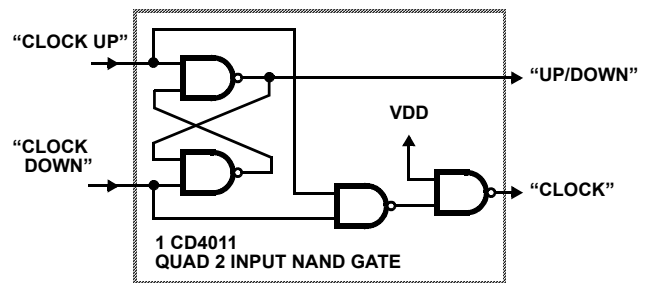 “CLOCK UP”
“UP/DOWN”
VDD
“CLOCK
DOWN”
“CLOCK”
1 CD4011
QUAD 2 INPUT NAND GATE